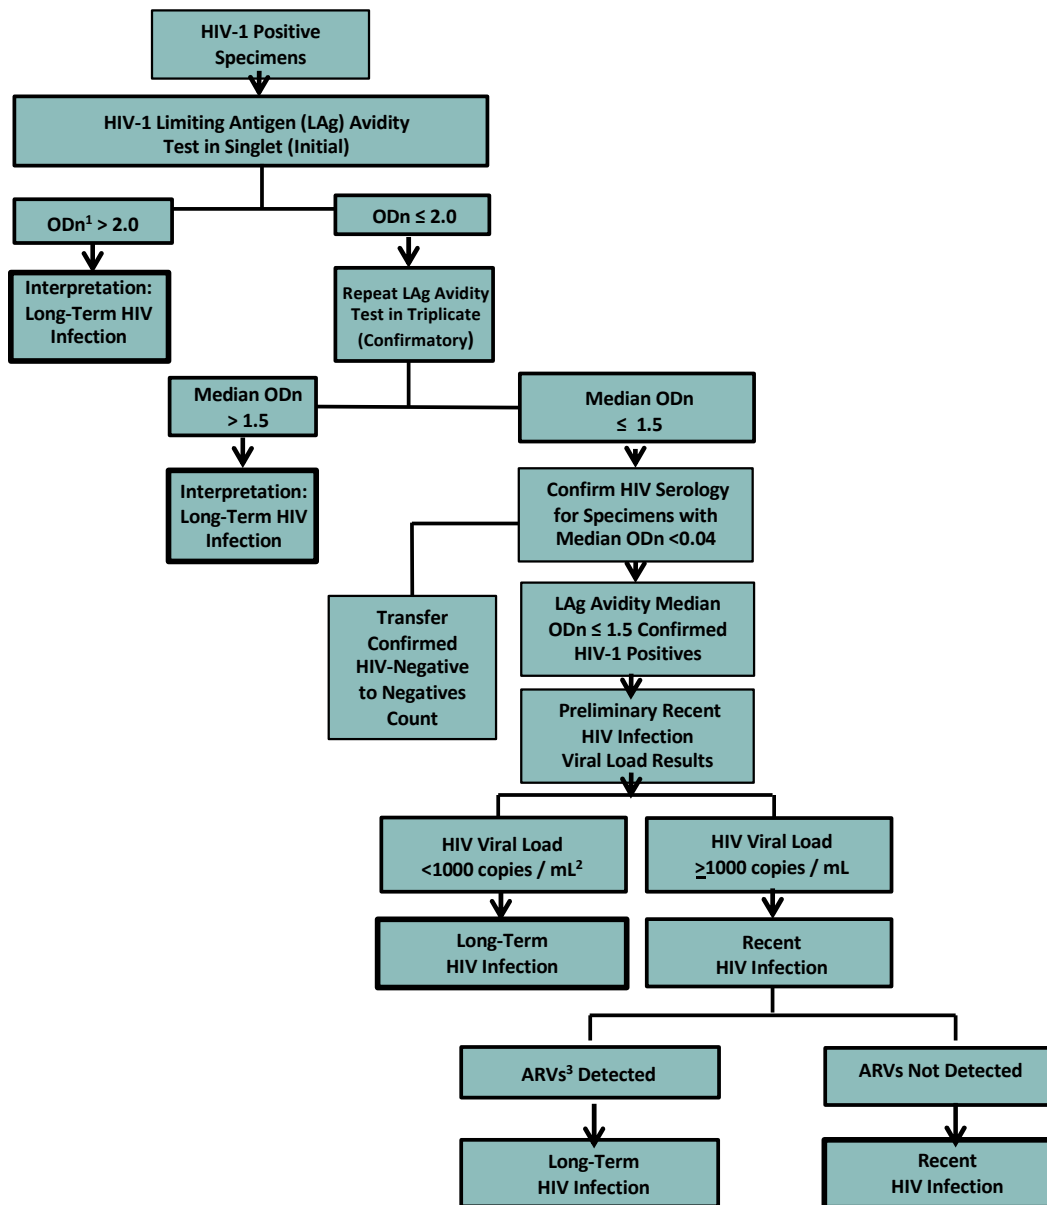 HIV-1 Positive
Specimens
HIV-1 Limiting Antigen (LAg) Avidity
Test in Singlet (Initial)
ODn¹ > 2.0
ODn ≤ 2.0
Interpretation:
Long-Term HIV
Infection
Repeat LAg Avidity
Test in Triplicate
(Confirmatory)
Median ODn
> 1.5
Median ODn
≤ 1.5
Interpretation:
Long-Term HIV
Infection
Confirm HIV Serology
for Specimens with
Median ODn <0.04
Transfer
Confirmed
HIV-Negative
to Negatives
Count
LAg Avidity Median
ODn ≤ 1.5 Confirmed
HIV-1 Positives
Preliminary Recent
HIV Infection
Viral Load Results
HIV Viral Load
<1000 copies / mL²
HIV Viral Load
≥1000 copies / mL
Long-Term
HIV Infection
Recent
HIV Infection
ARVs³ Detected
ARVs Not Detected
Long-Term
HIV Infection
Recent
HIV Infection